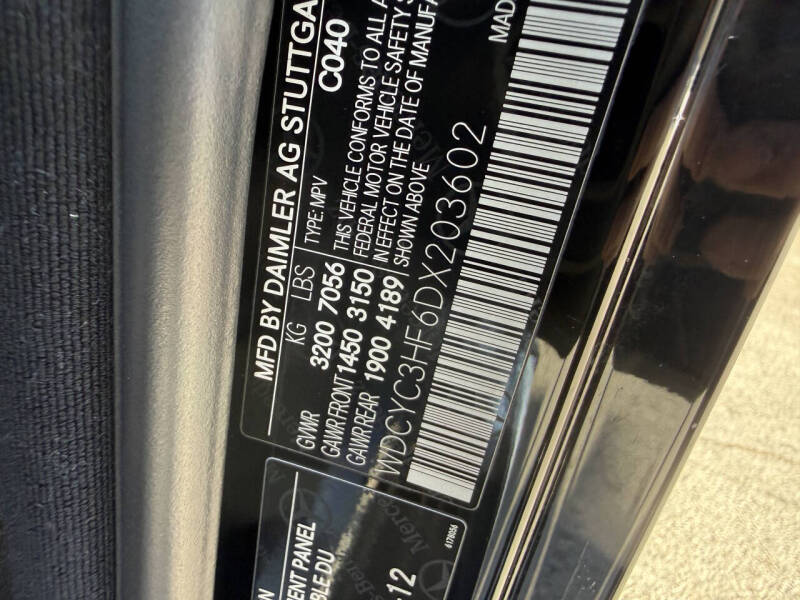 MFD BY DAIMLER AG STUTTGA
C040
KG LBS TYPE: MPV
GVWR 3200 7056
GAWR FRONT 1450 3150
GAWR REAR 1900 4189
THIS VEHICLE CONFORMS TO ALL A
FEDERAL MOTOR VEHICLE SAFETY S
IN EFFECT ON THE DATE OF MANUFA
SHOWN ABOVE
WDCYC3HF6DX203602
MAD
ON
ENT PANEL
BLE DU
12